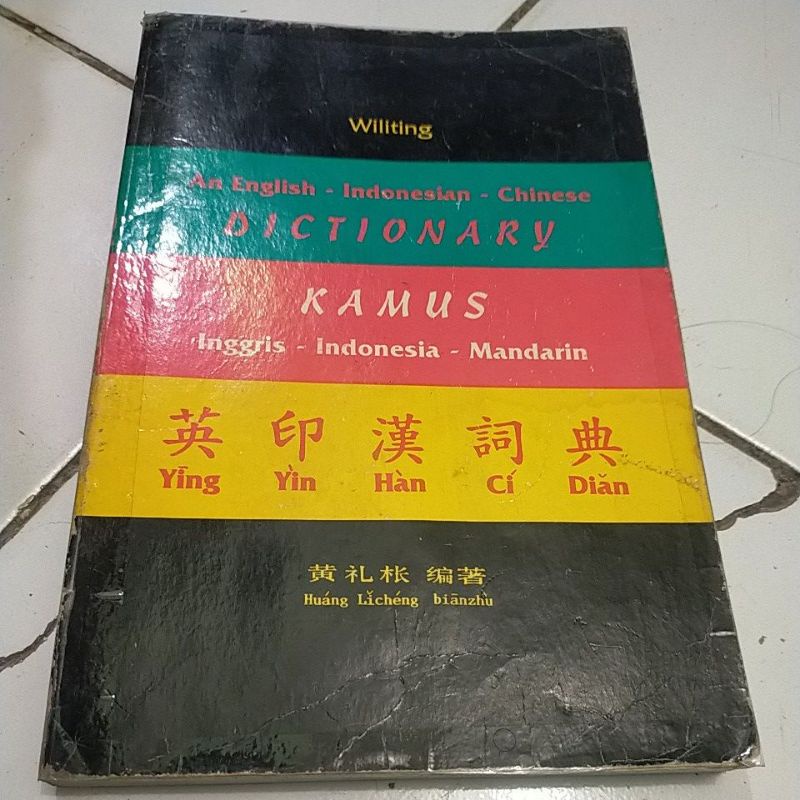 Wiliting
An English - Indonesian - Chinese
DICTIONARY
KAMUS
Inggris - Indonesia - Mandarin
英 印 漢 詞 典
Yīng Yìn Hàn Cí Diǎn
黄礼枨 编著
Huáng Lǐchéng biānzhù